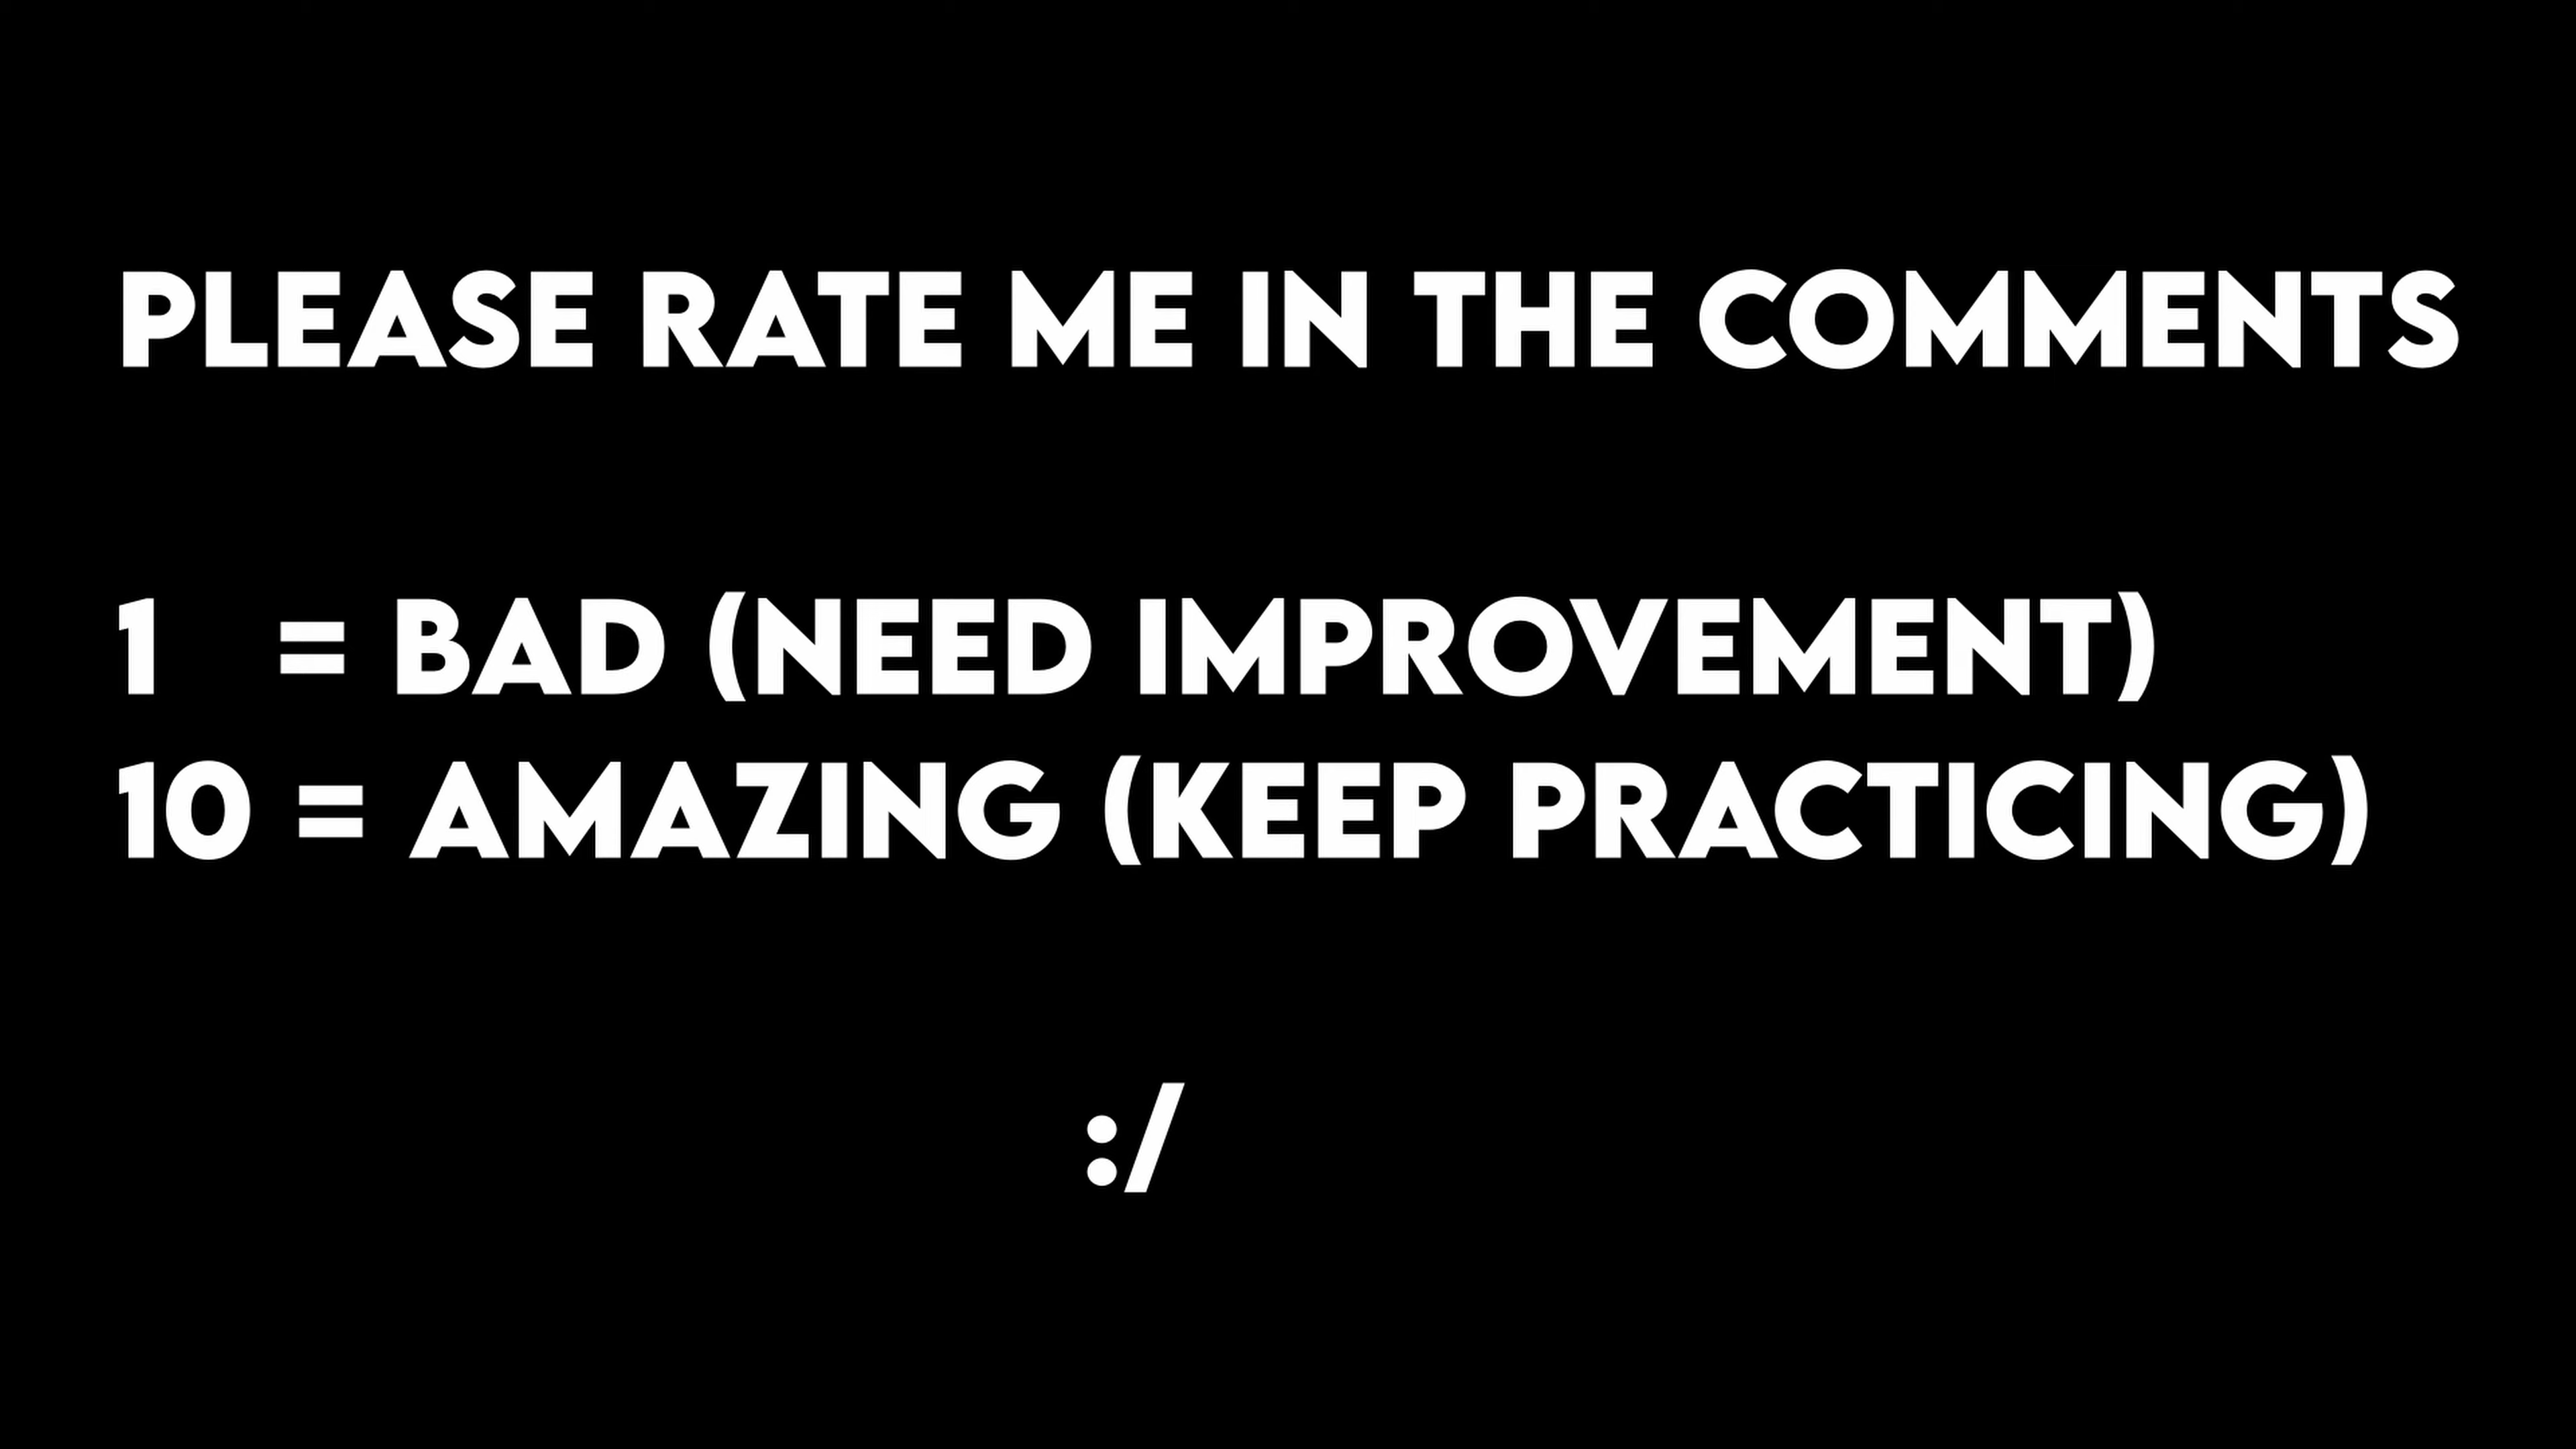 PLEASE RATE ME IN THE COMMENTS
1 = BAD (NEED IMPROVEMENT)
10 = AMAZING (KEEP PRACTICING)
:/